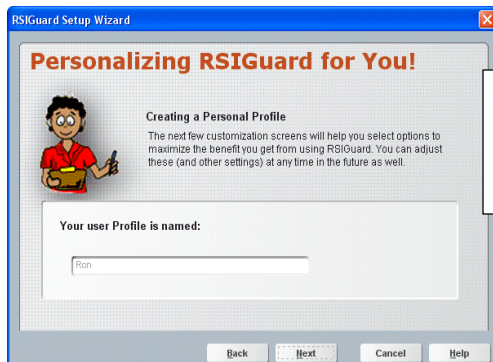 RSIGuard Setup Wizard
Personalizing RSIGuard for You!
Creating a Personal Profile
The next few customization screens will help you select options to
maximize the benefit you get from using RSIGuard. You can adjust
these (and other settings) at any time in the future as well.
Your user Profile is named:
Ron
Back Next Cancel Help